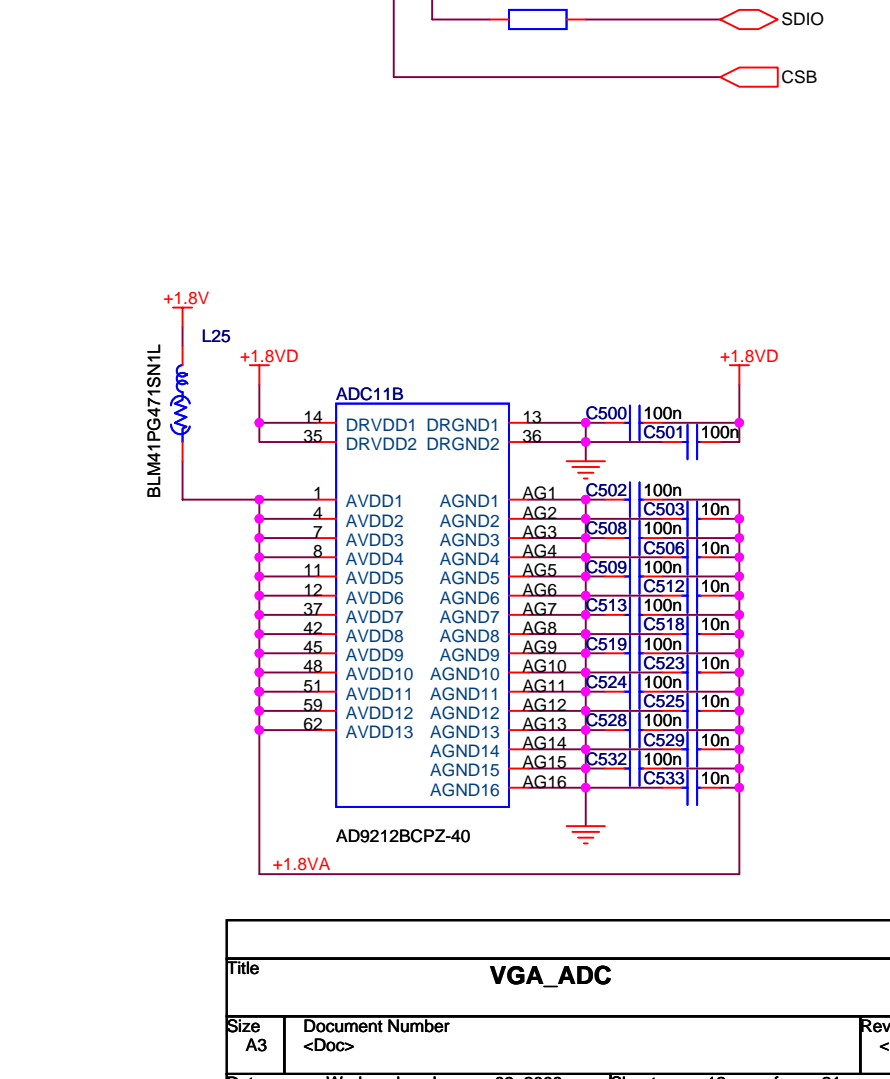 SDIO
CSB
+1.8V
L25
BLM41PG471SN1L
+1.8VD
+1.8VD
ADC11B
14 DRVDD1 DRGND1 13 C500 100n
35 DRVDD2 DRGND2 36 C501 100n
1 AVDD1 AGND1 AG1 C502 100n
4 AVDD2 AGND2 AG2 C503 10n
7 AVDD3 AGND3 AG3 C508 100n
8 AVDD4 AGND4 AG4 C506 10n
11 AVDD5 AGND5 AG5 C509 100n
12 AVDD6 AGND6 AG6 C512 10n
37 AVDD7 AGND7 AG7 C513 100n
42 AVDD8 AGND8 AG8 C518 10n
45 AVDD9 AGND9 AG9 C519 100n
48 AVDD10 AGND10 AG10 C523 10n
51 AVDD11 AGND11 AG11 C524 100n
59 AVDD12 AGND12 AG12 C525 10n
62 AVDD13 AGND13 AG13 C528 100n
AGND14 AG14 C529 10n
AGND15 AG15 C532 100n
AGND16 AG16 C533 10n
AD9212BCPZ-40
+1.8VA
Title
VGA_ADC
Size
A3
Document Number
<Doc>
Rev
<